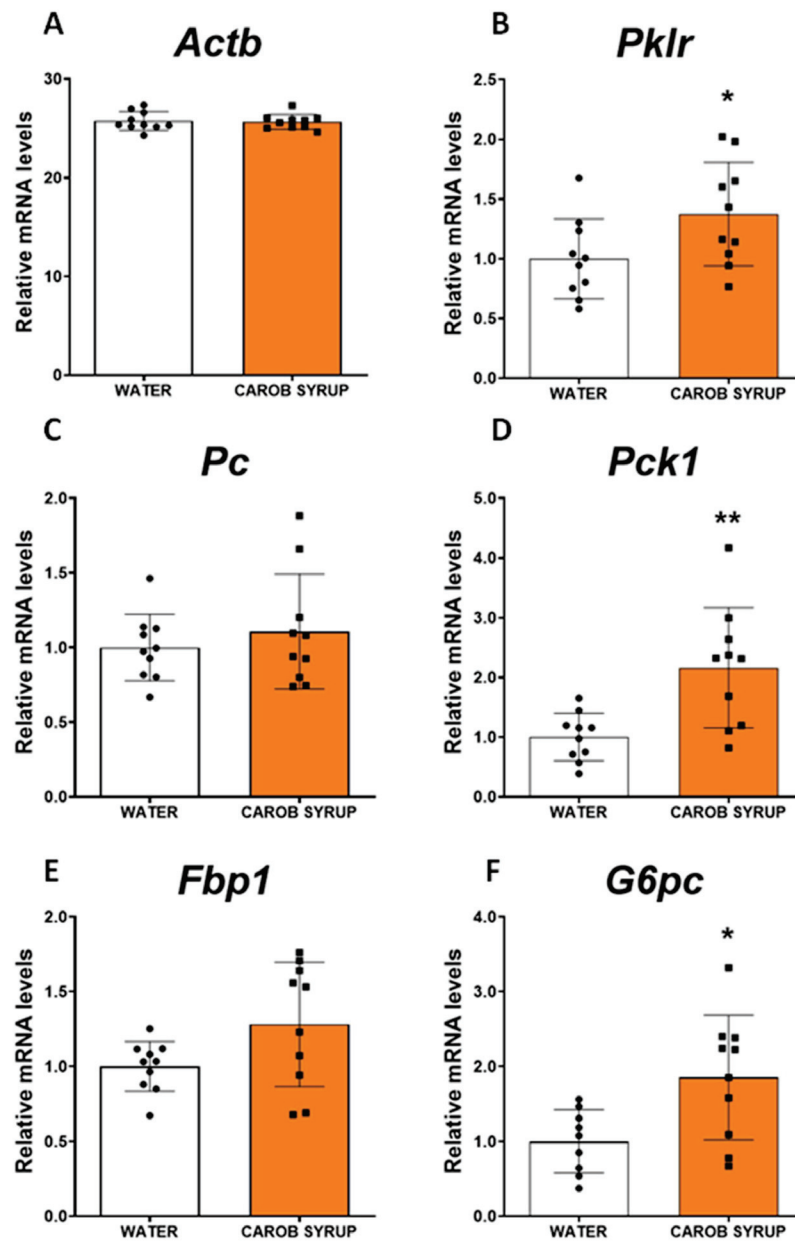 A
Actb
Relative mRNA levels
30
20
10
0
WATER
CAROB SYRUP
B
Pklr
*
Relative mRNA levels
2.5
2.0
1.5
1.0
0.5
0.0
WATER
CAROB SYRUP
C
Pc
Relative mRNA levels
2.0
1.5
1.0
0.5
0.0
WATER
CAROB SYRUP
D
Pck1
**
Relative mRNA levels
5.0
4.0
3.0
2.0
1.0
0.0
WATER
CAROB SYRUP
E
Fbp1
Relative mRNA levels
2.0
1.5
1.0
0.5
0.0
WATER
CAROB SYRUP
F
G6pc
*
Relative mRNA levels
4.0
3.0
2.0
1.0
0.0
WATER
CAROB SYRUP